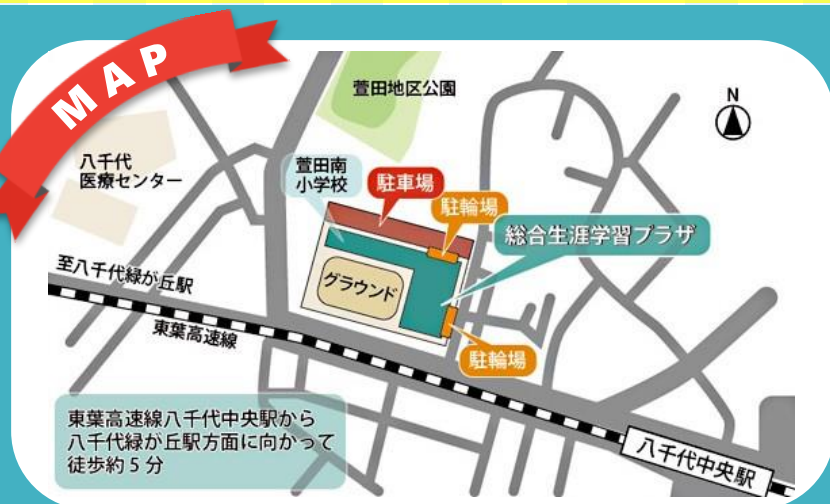 MAP
萱田地区公園
N
八千代
医療センター
萱田南
小学校
駐車場
駐輪場
総合生涯学習プラザ
至八千代緑が丘駅
グラウンド
東葉高速線
駐輪場
東葉高速線八千代中央駅から
八千代緑が丘駅方面に向かって
徒歩約5分
八千代中央駅